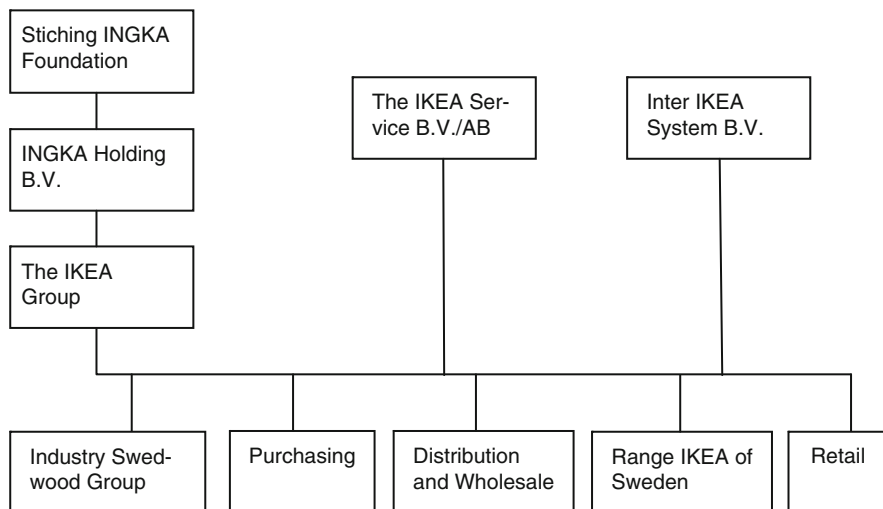 Stiching INGKA
Foundation
The IKEA Ser-
vice B.V./AB
Inter IKEA
System B.V.
INGKA Holding
B.V.
The IKEA
Group
Industry Swed-
wood Group
Purchasing
Distribution
and Wholesale
Range IKEA of
Sweden
Retail